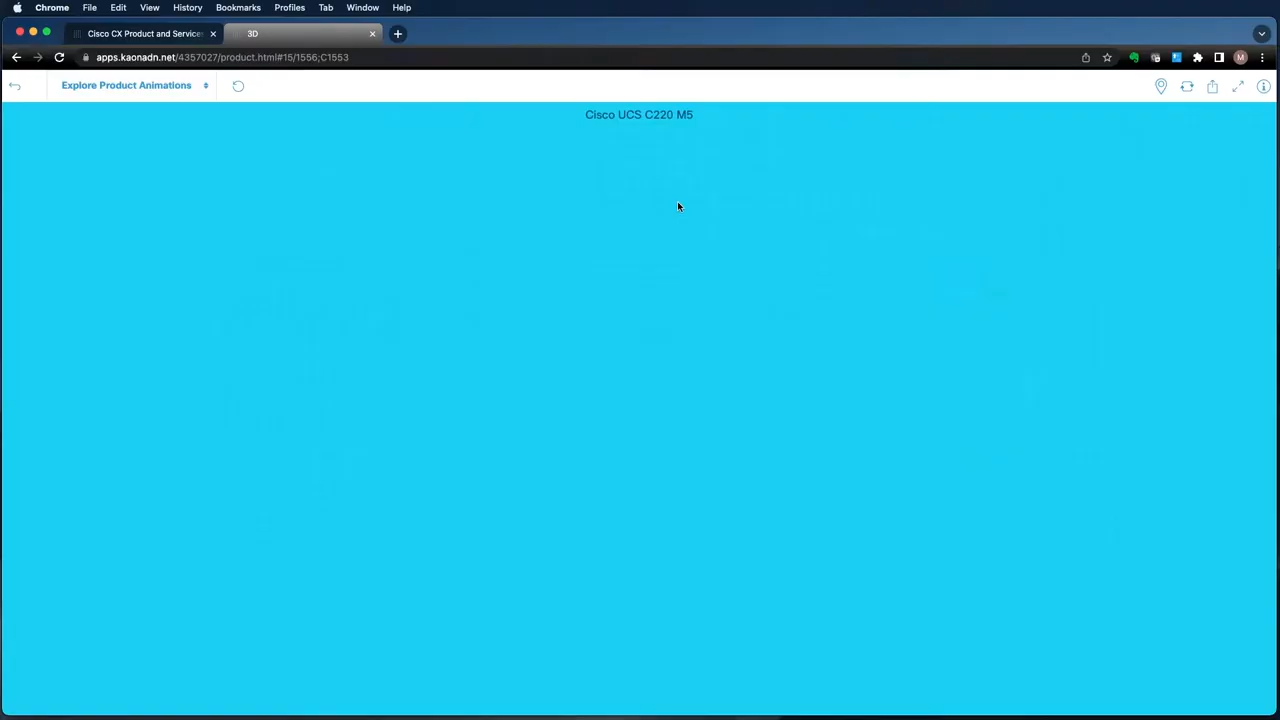 Chrome File Edit View History Bookmarks Profiles Tab Window Help
Cisco CX Product and Service 3D
apps.kaonadn.net/4357027/product.html#15/1556;C1553
M
Explore Product Animations
Cisco UCS C220 M5